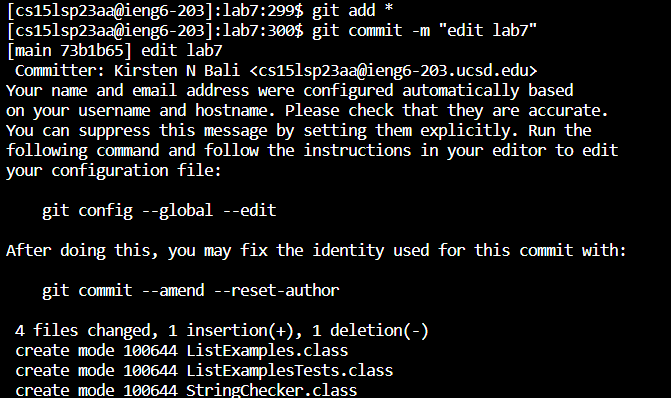 [cs15lsp23aa@ieng6-203]:lab7:299$ git add *
[cs15lsp23aa@ieng6-203]:lab7:300$ git commit -m "edit lab7"
[main 73b1b65] edit lab7
 Committer: Kirsten N Bali <cs15lsp23aa@ieng6-203.ucsd.edu>
Your name and email address were configured automatically based
on your username and hostname. Please check that they are accurate.
You can suppress this message by setting them explicitly. Run the
following command and follow the instructions in your editor to edit
your configuration file:

    git config --global --edit

After doing this, you may fix the identity used for this commit with:

    git commit --amend --reset-author

 4 files changed, 1 insertion(+), 1 deletion(-)
 create mode 100644 ListExamples.class
 create mode 100644 ListExamplesTests.class
 create mode 100644 StringChecker.class